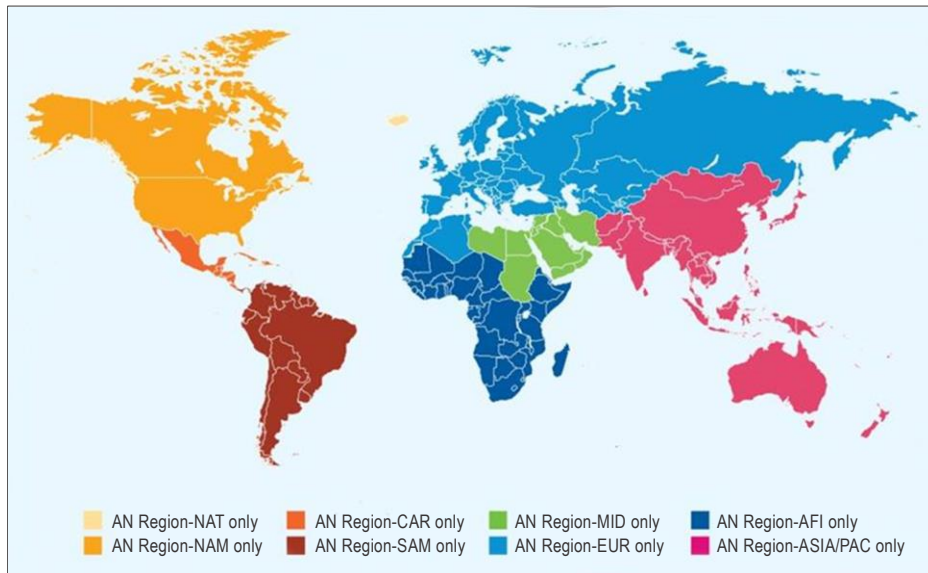 AN Region-NAT only
AN Region-CAR only
AN Region-MID only
AN Region-AFI only
AN Region-NAM only
AN Region-SAM only
AN Region-EUR only
AN Region-ASIA/PAC only